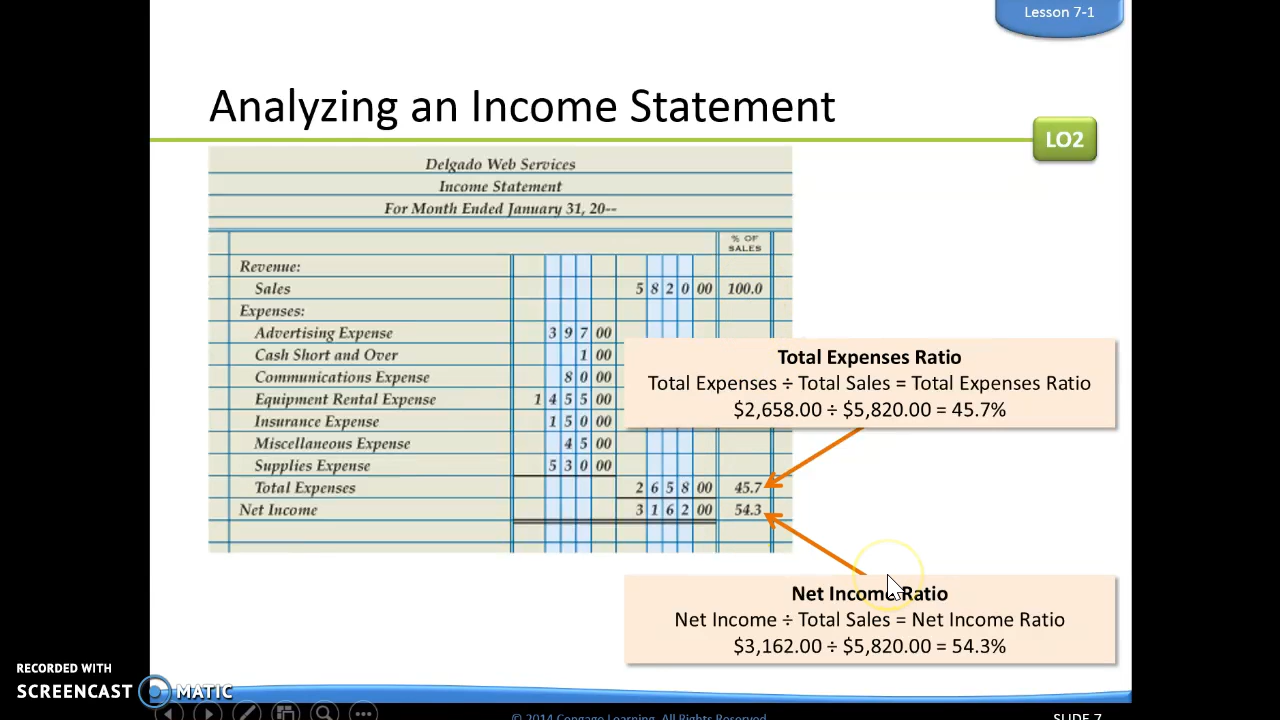 Lesson 7-1
Analyzing an Income Statement
LO2
Delgado Web Services
Income Statement
For Month Ended January 31, 20--
% OF
SALES
Revenue:
Sales 5 8 2 0 00 100.0
Expenses:
Advertising Expense 3 9 7 00
Cash Short and Over 1 00
Communications Expense 8 0 00
Equipment Rental Expense 1 4 5 5 00
Insurance Expense 1 5 0 00
Miscellaneous Expense 4 5 00
Supplies Expense 5 3 0 00
Total Expenses 2 6 5 8 00 45.7
Net Income 3 1 6 2 00 54.3
Total Expenses Ratio
Total Expenses ÷ Total Sales = Total Expenses Ratio
$2,658.00 ÷ $5,820.00 = 45.7%
Net Income Ratio
Net Income ÷ Total Sales = Net Income Ratio
$3,162.00 ÷ $5,820.00 = 54.3%
RECORDED WITH
SCREENCAST MATIC
© 2014 Cengage Learning. All Rights Reserved.
SLIDE 7